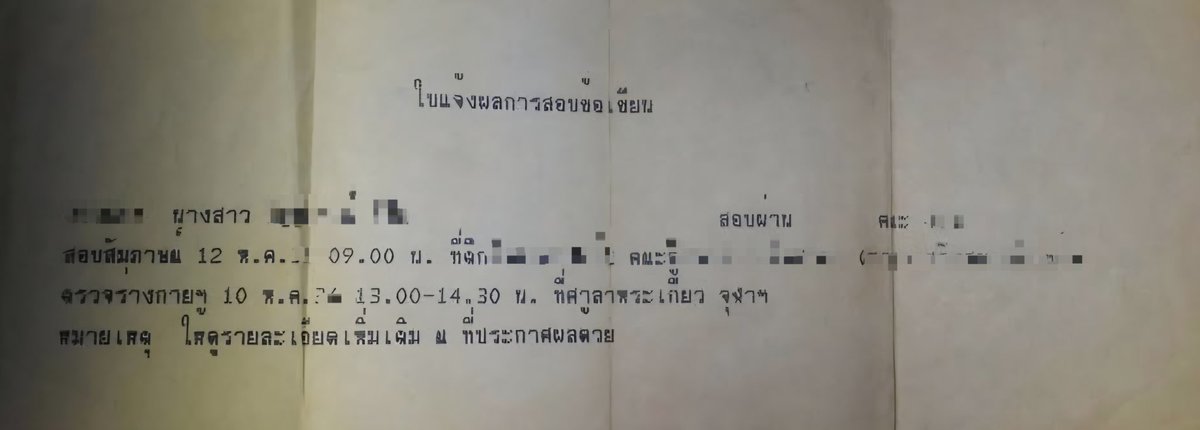 ใบแจ้งผลการสอบข้อเขียน
นางสาว สอบผ่าน คณะ
สอบสัมภาษณ์ 12 พ.ค. 09.00 น. ที่ตึก คณะ
ตรวจร่างกายฯ 10 พ.ค. 13.00-14.30 น. ที่ศาลาพระเกี้ยว จุฬาฯ
หมายเหตุ ให้ดูรายละเอียดเพิ่มเติม ณ ที่ประกาศผลด้วย